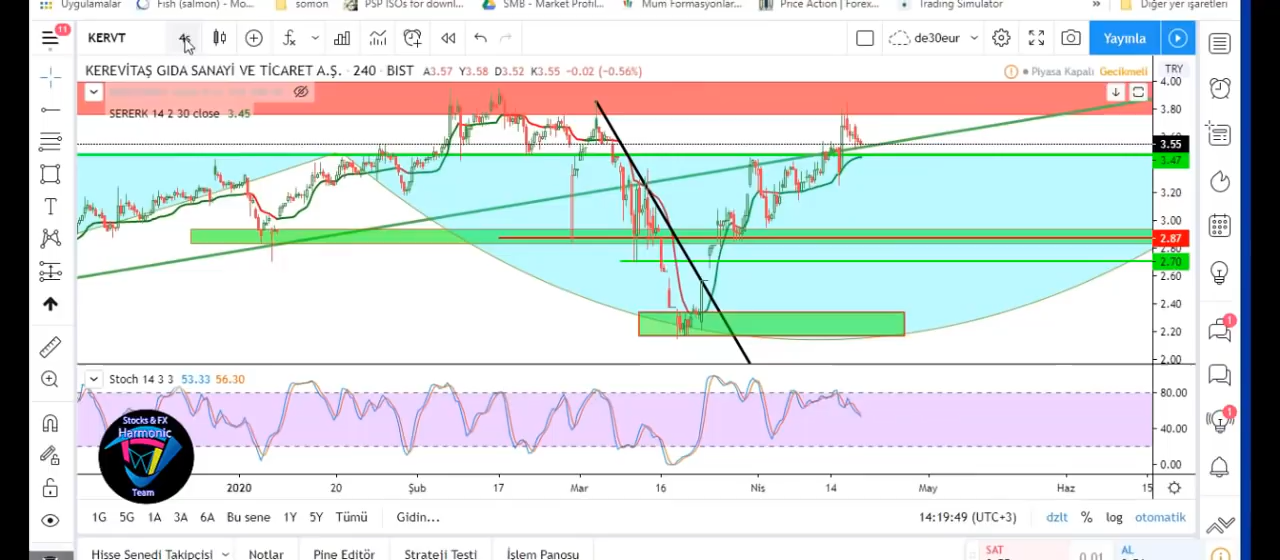 Uygulamalar Fish (salmon) - Mo... somon PSP ISOs for downl... SMB - Market Profil... Mum Formasyonlar... Price Action | Forex... Trading Simulator » Diğer yer işaretleri
11
KERVT 4s de30eur Yayınla
KEREVİTAŞ GIDA SANAYİ VE TİCARET A.Ş. · 240 · BIST A3.57 Y3.58 D3.52 K3.55 -0.02 (-0.56%) Piyasa Kapalı Gecikmeli TRY
4.00
SERERK 14 2 30 close 3.45
3.80
3.55
3.47
3.20
3.00
2.87
2.70
2.60
2.40
2.20
2.00
Stoch 14 3 3 53.33 56.30
80.00
40.00
0.00
Stocks & FX
Harmonic
Team
2020 20 Şub 17 Mar 16 Nis 14 May Haz 15
1G 5G 1A 3A 6A Bu sene 1Y 5Y Tümü Gidin... 14:19:49 (UTC+3) dzlt % log otomatik
Hisse Senedi Takipçisi Notlar Pine Editör Strateji Testi İşlem Panosu
SAT 0.01 AL
1
1